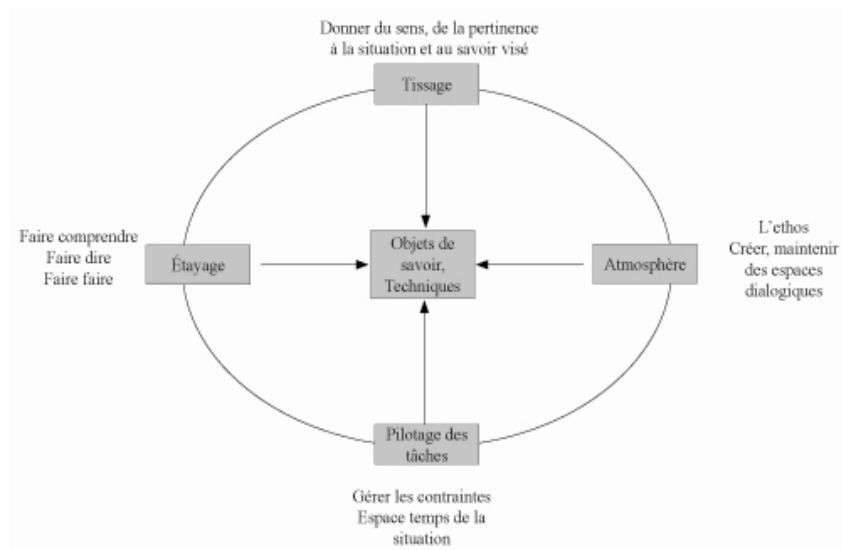 Donner du sens, de la pertinence
à la situation et au savoir visé
Tissage
Faire comprendre
Faire dire
Faire faire
Étayage
Objets de
savoir,
Techniques
Atmosphère
L'ethos
Créer, maintenir
des espaces
dialogiques
Pilotage des
tâches
Gérer les contraintes
Espace temps de la
situation